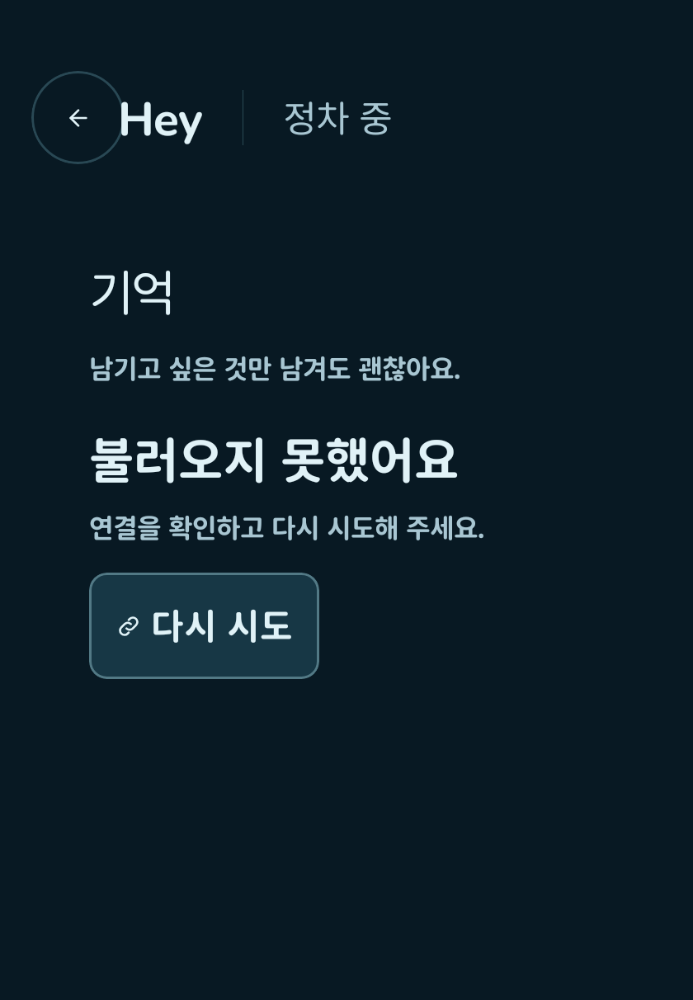 Hey 정차 중
기억
남기고 싶은 것만 남겨도 괜찮아요.
불러오지 못했어요
연결을 확인하고 다시 시도해 주세요.
다시 시도